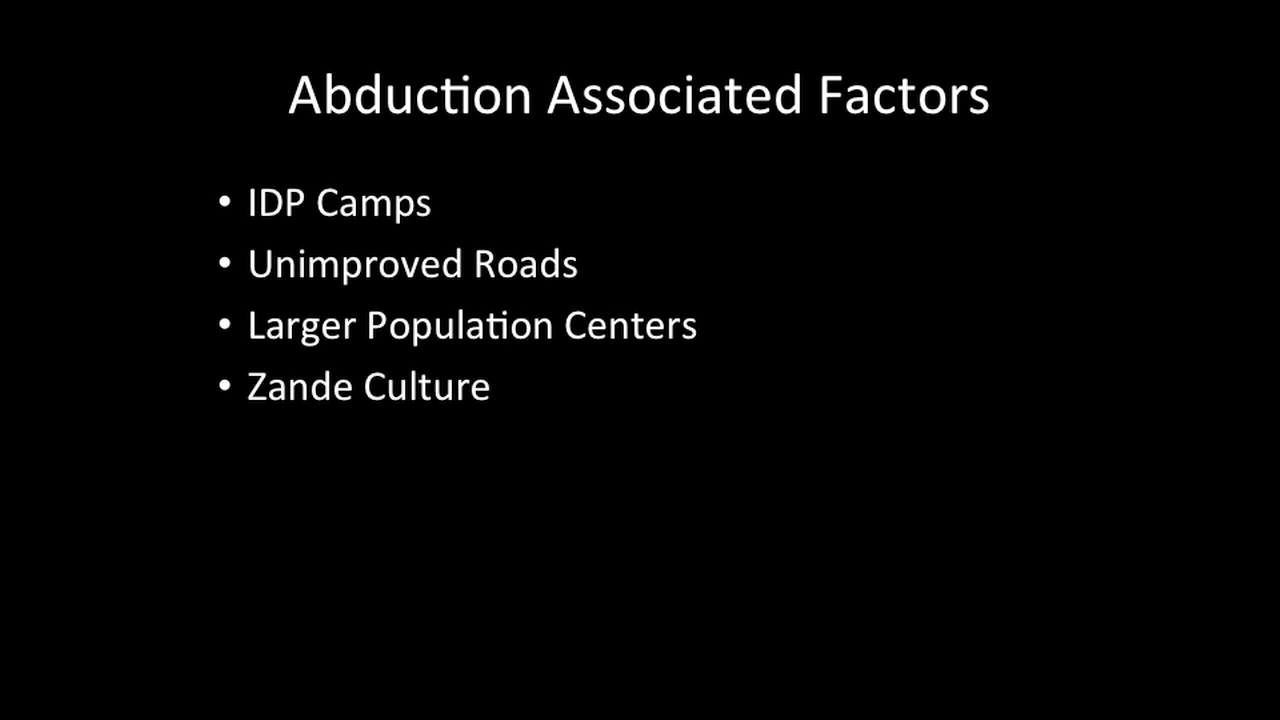 Abduction Associated Factors
• IDP Camps
• Unimproved Roads
• Larger Population Centers
• Zande Culture